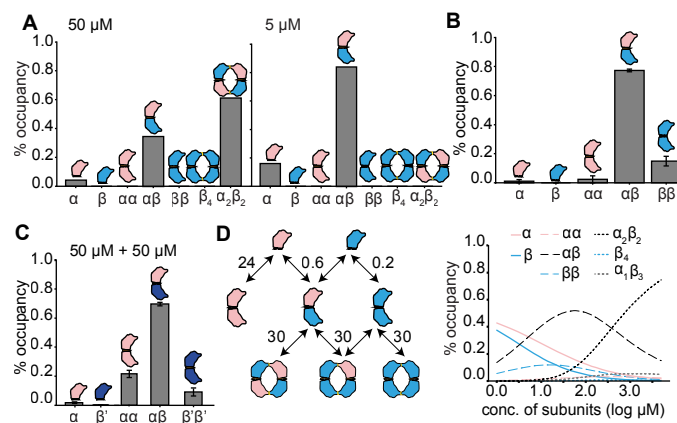 A
50 µM
5 µM
% occupancy
1.0
0.8
0.6
0.4
0.2
0.0
α β αα αβ ββ β₄ α₂β₂
α β αα αβ ββ β₄ α₂β₂
B
% occupancy
1.0
0.8
0.6
0.4
0.2
0.0
α β αα αβ ββ
C
50 µM + 50 µM
% occupancy
1.0
0.8
0.6
0.4
0.2
0.0
α β' αα αβ β'β'
D
24 0.6 0.2
30 30 30
α αα α₂β₂
β αβ β₄
ββ α₁β₃
% occupancy
1.0
0.8
0.6
0.4
0.2
0.0
0.0 1.0 2.0 3.0
conc. of subunits (log µM)